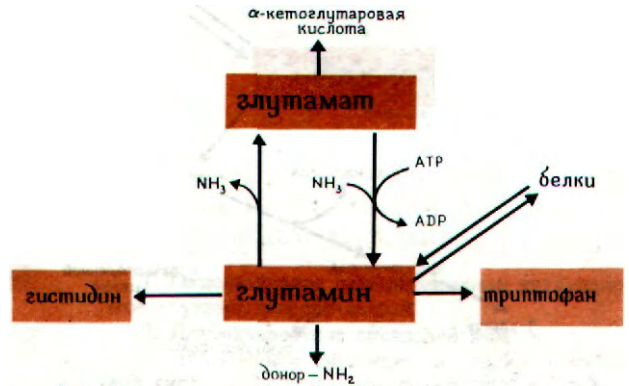 α-кетоглутаровая
кислота
глутамат
NH₃
NH₃
ATP
ADP
белки
гистидин
глутамин
триптофан
донор – NH₂